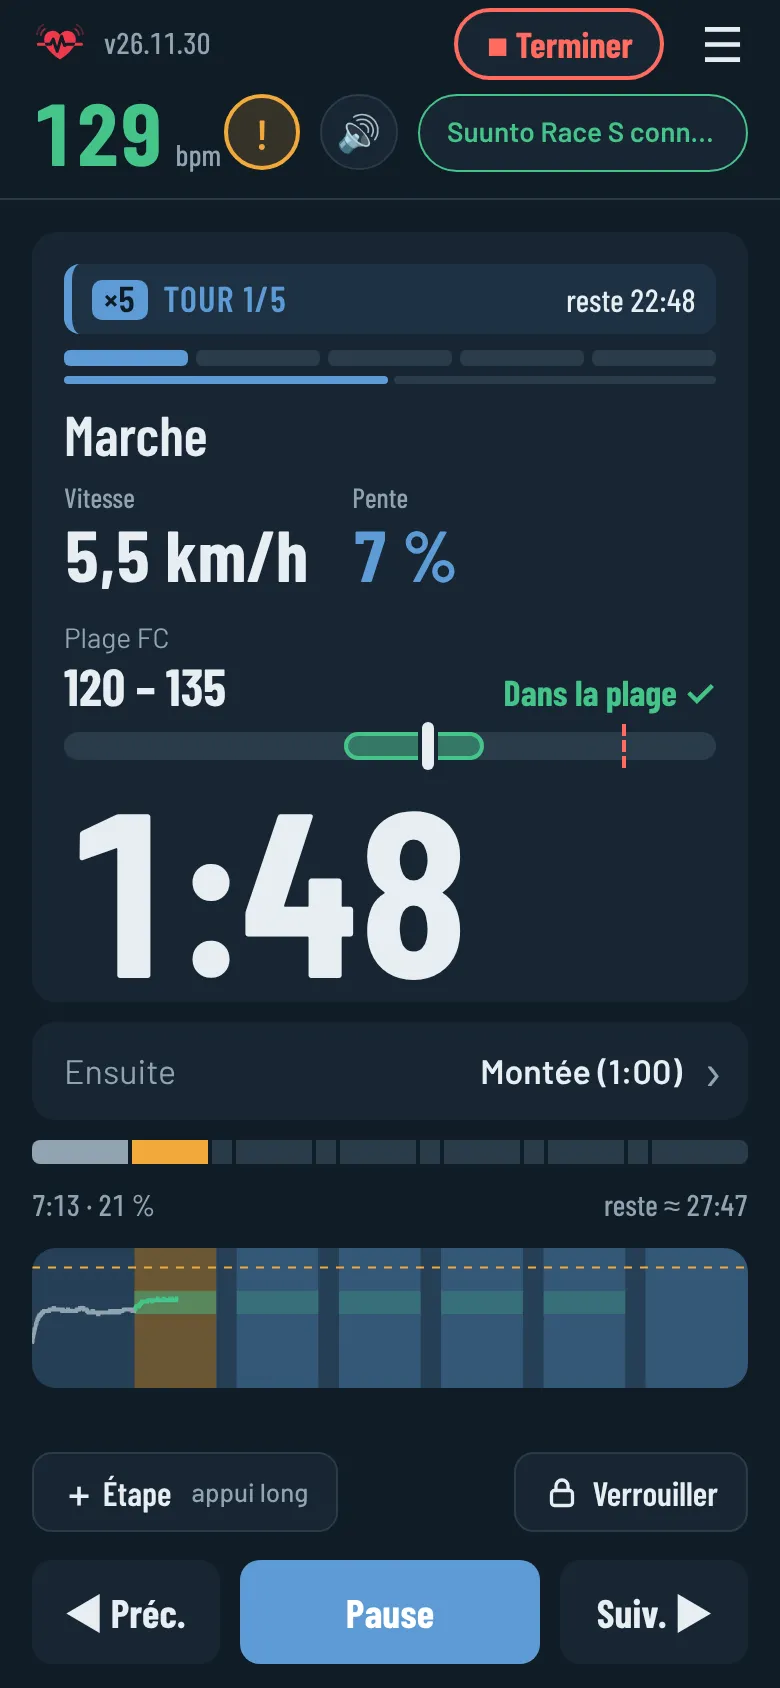 v26.11.30
■ Terminer
129 bpm
!
Suunto Race S conn...
×5 TOUR 1/5
reste 22:48
Marche
Vitesse
Pente
5,5 km/h
7 %
Plage FC
120 – 135
Dans la plage ✓
1:48
Ensuite
Montée (1:00) ›
7:13 · 21 %
reste ≈ 27:47
+ Étape appui long
Verrouiller
◀ Préc.
Pause
Suiv. ▶